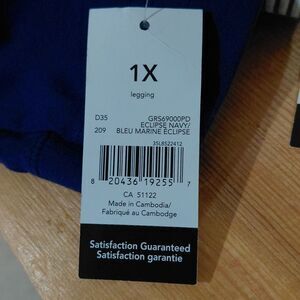 1X
legging
D35 GRS69000PD
ECLIPSE NAVY/
209 BLEU MARINE ECLIPSE
35L8522412
8 20436 19255 7
CA 51122
Made in Cambodia/
Fabriqué au Cambodge
Satisfaction Guaranteed
Satisfaction garantie